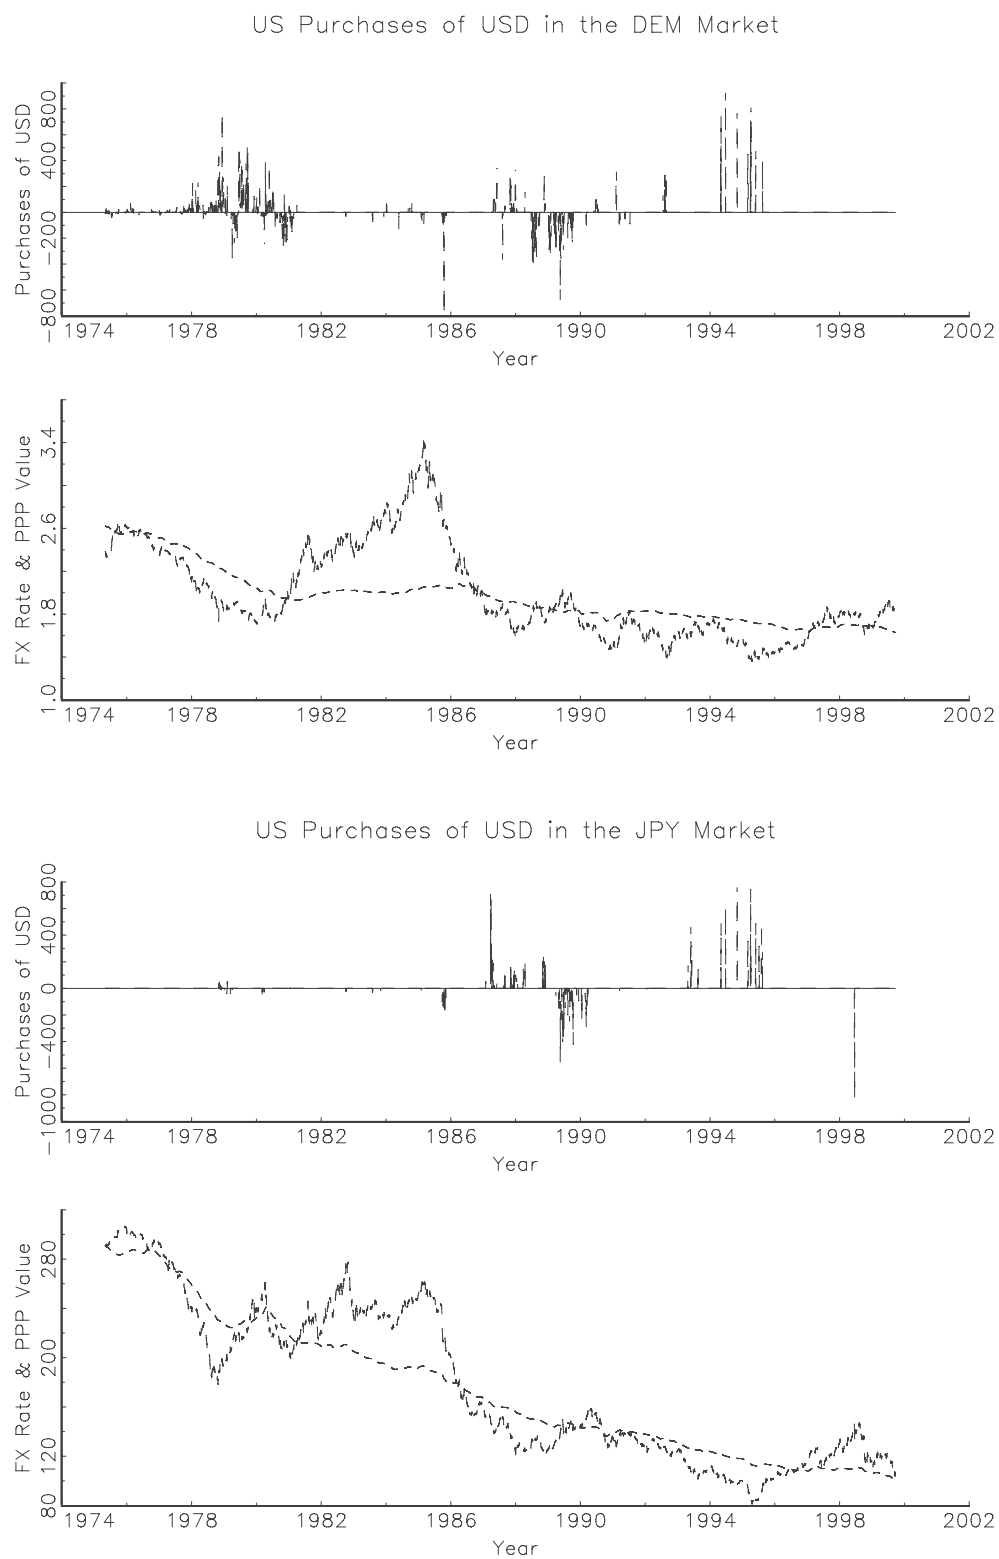 US Purchases of USD in the DEM Market
Purchases of USD
800
400
−200
−800
1974 1978 1982 1986 1990 1994 1998 2002
Year
FX Rate & PPP Value
3.4
2.6
1.8
1.0
1974 1978 1982 1986 1990 1994 1998 2002
Year
US Purchases of USD in the JPY Market
Purchases of USD
800
400
0
−400
−1000
1974 1978 1982 1986 1990 1994 1998 2002
Year
FX Rate & PPP Value
280
200
120
80
1974 1978 1982 1986 1990 1994 1998 2002
Year